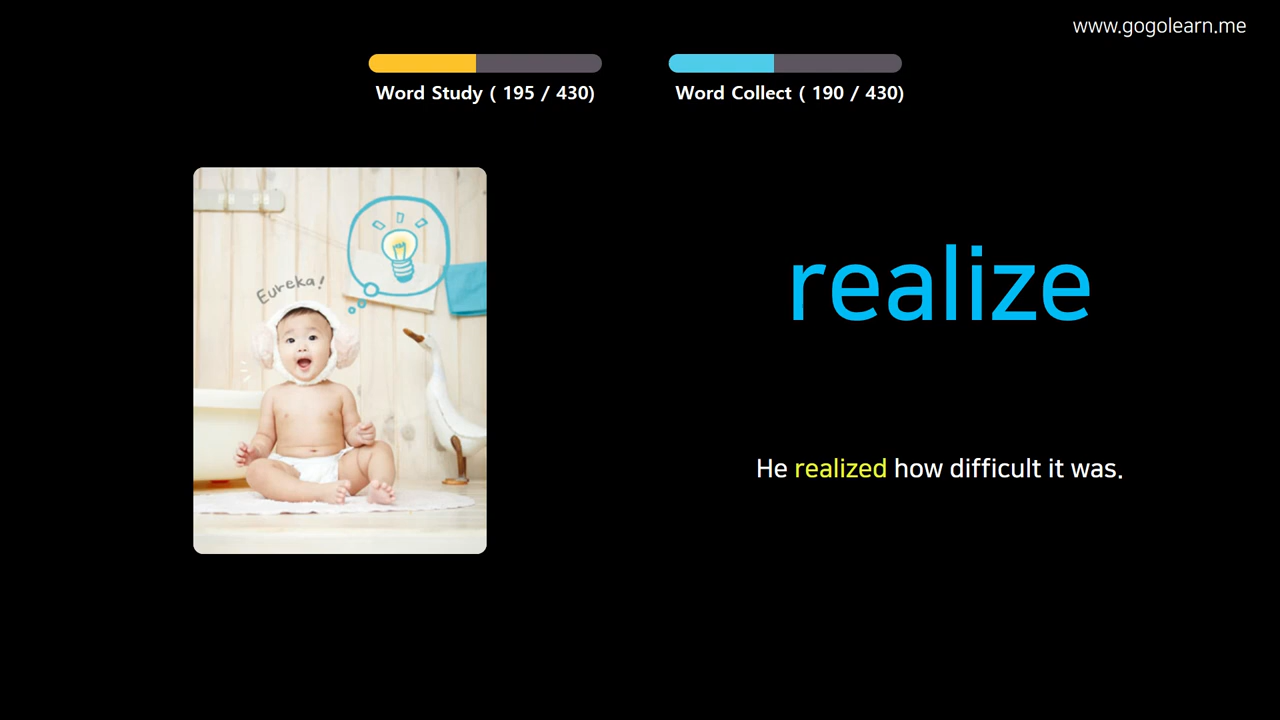 www.gogolearn.me
Word Study ( 195 / 430)
Word Collect ( 190 / 430)
Eureka!
realize
He realized how difficult it was.